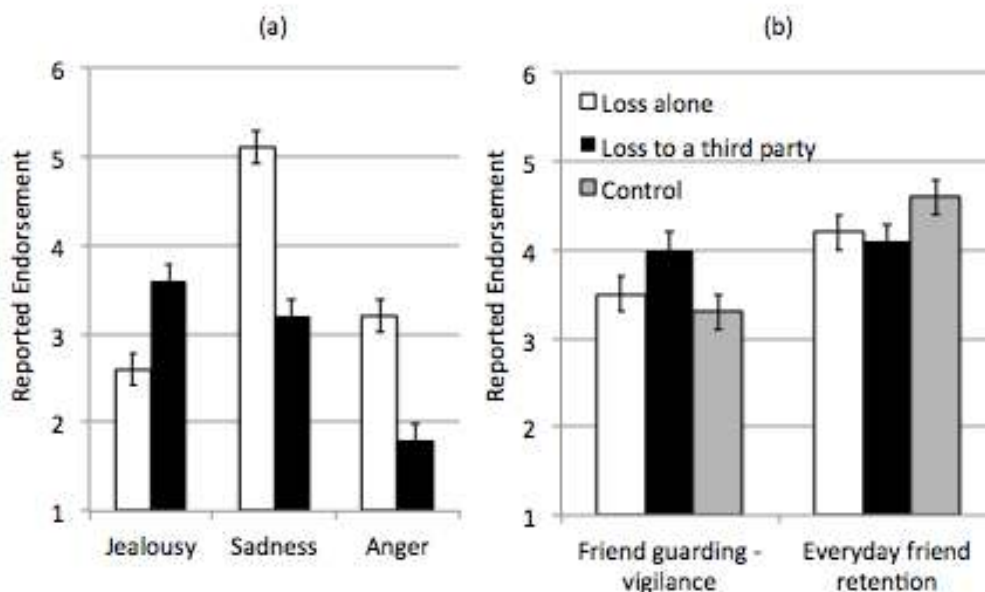 (a)
Reported Endorsement
6
5
4
3
2
1
Jealousy
Sadness
Anger
(b)
Reported Endorsement
6
5
4
3
2
1
Loss alone
Loss to a third party
Control
Friend guarding -
vigilance
Everyday friend
retention